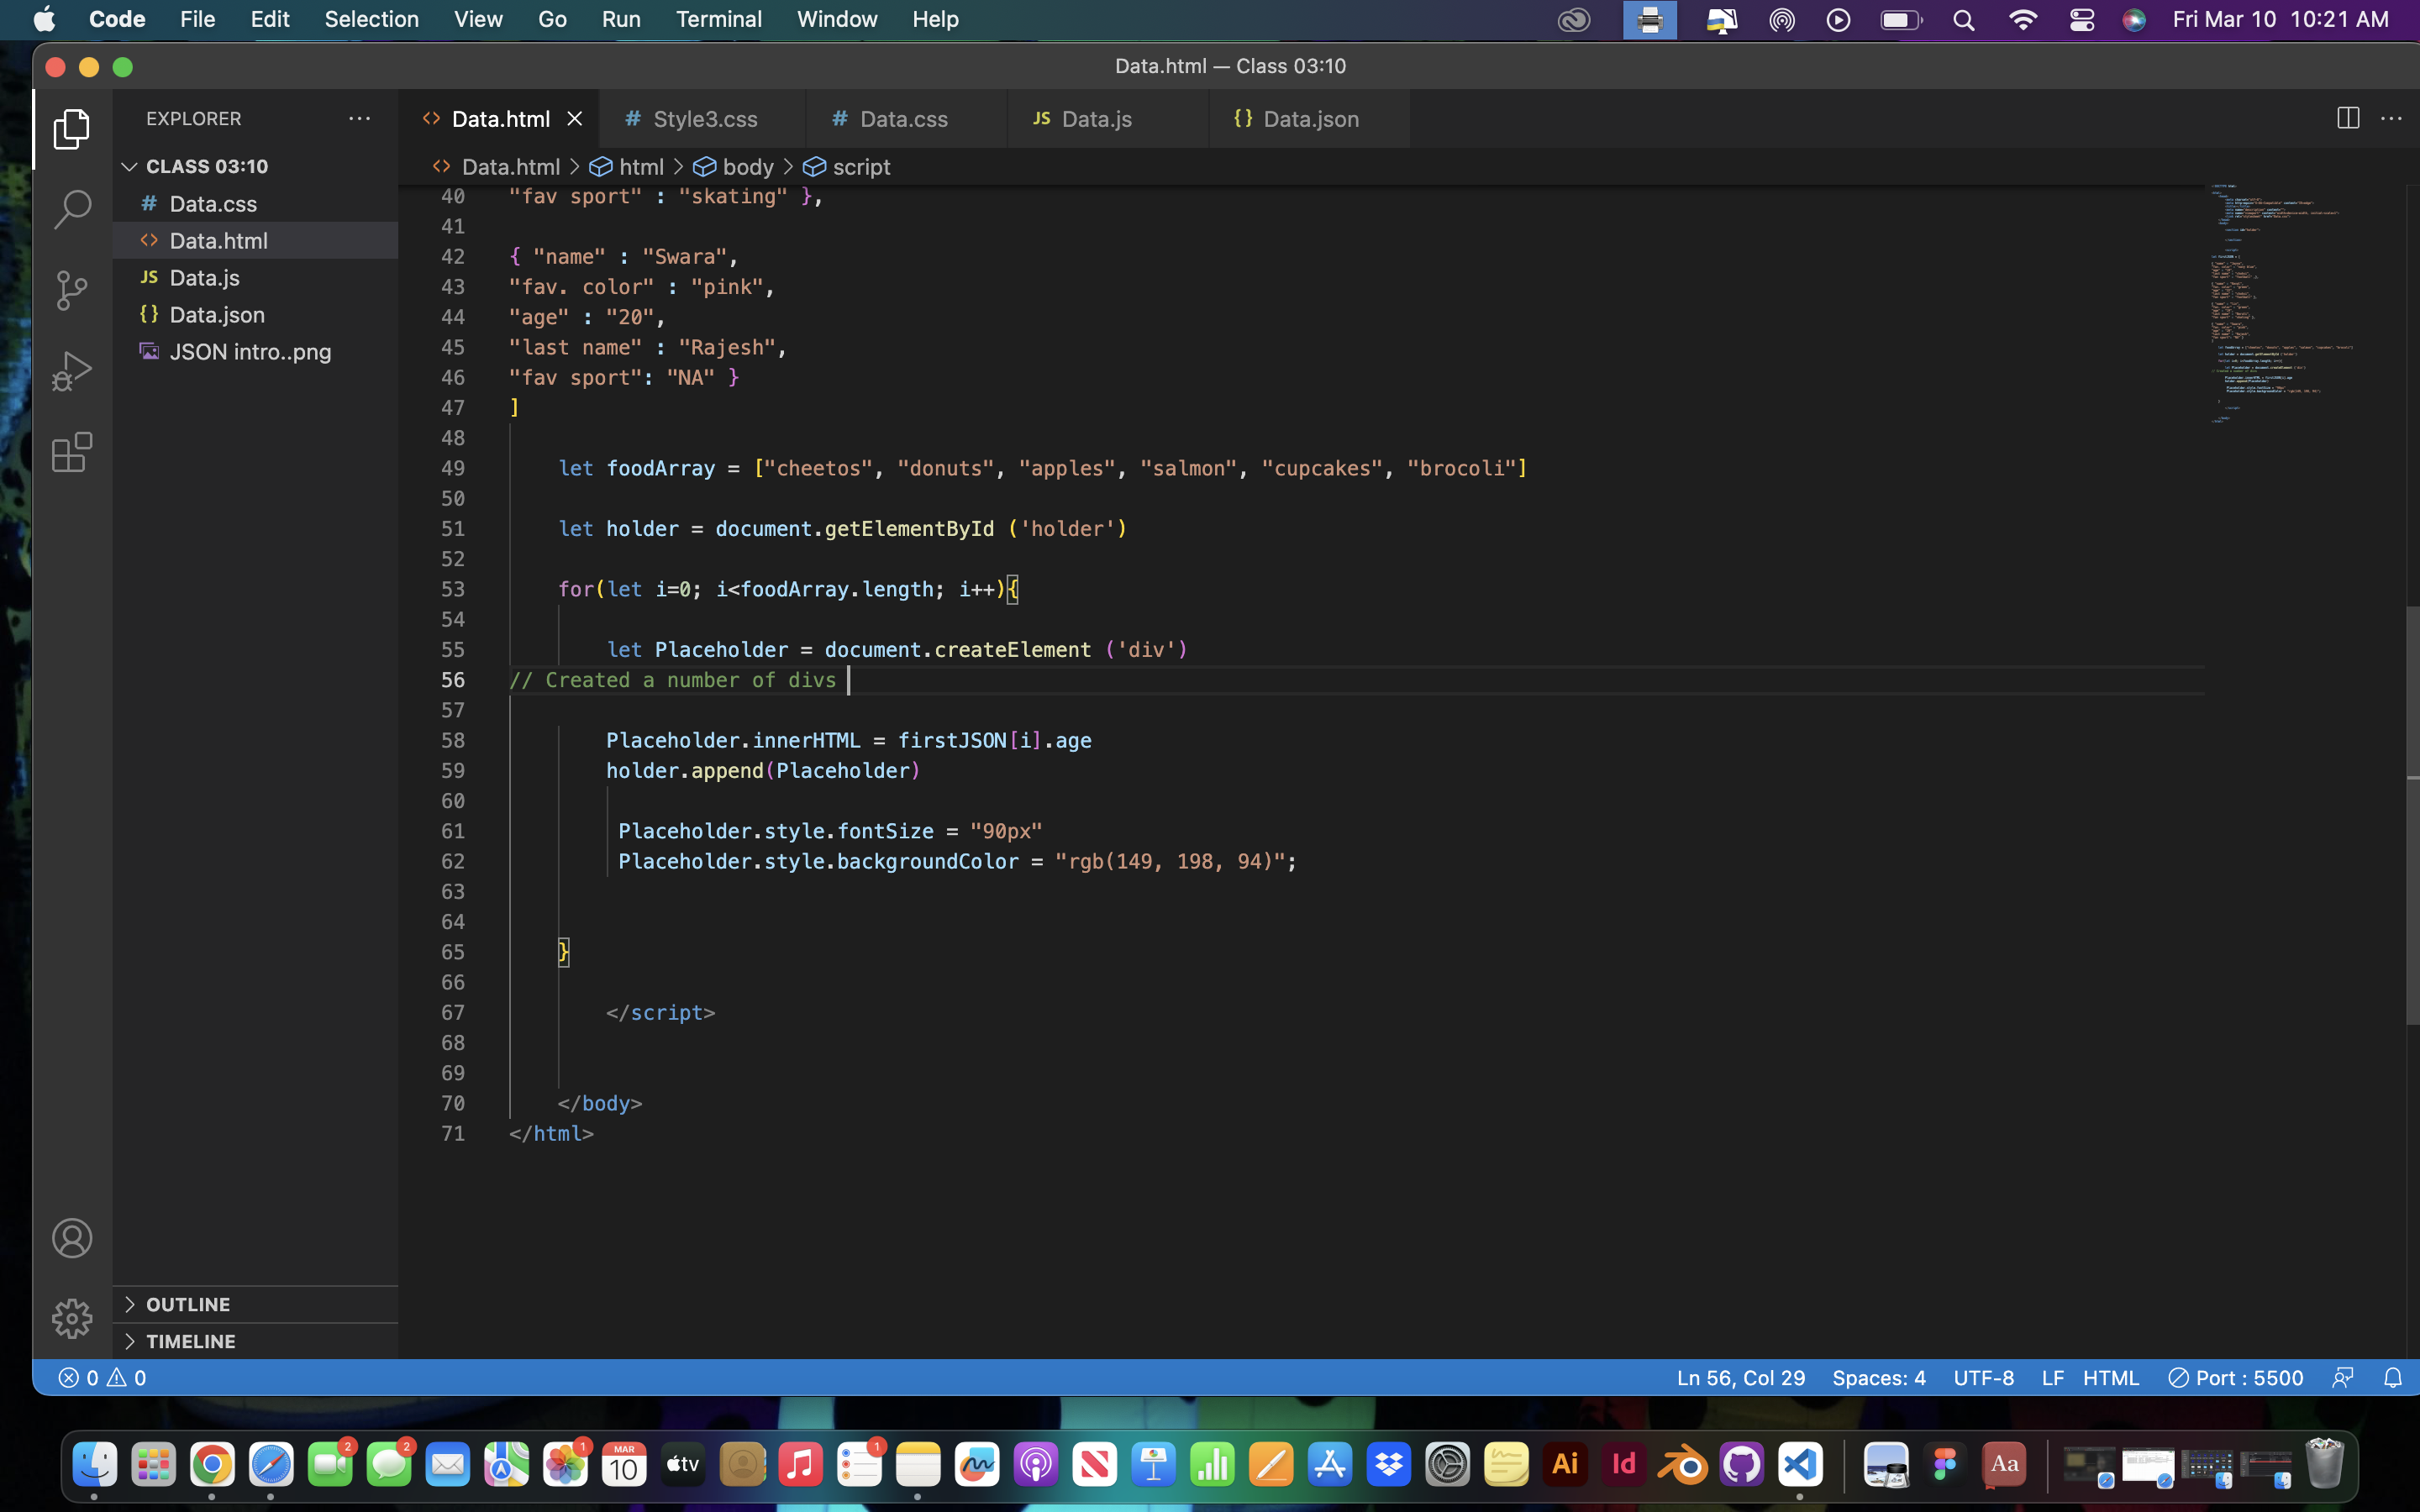 Code File Edit Selection View Go Run Terminal Window Help Fri Mar 10 10:21 AM
Data.html — Class 03:10
EXPLORER
CLASS 03:10
# Data.css
<> Data.html
JS Data.js
{} Data.json
JSON intro..png
OUTLINE
TIMELINE
<> Data.html # Style3.css # Data.css JS Data.js {} Data.json
<> Data.html > html > body > script
40 "fav sport" : "skating" },
41
42 { "name" : "Swara",
43 "fav. color" : "pink",
44 "age" : "20",
45 "last name" : "Rajesh",
46 "fav sport": "NA" }
47 ]
48
49 let foodArray = ["cheetos", "donuts", "apples", "salmon", "cupcakes", "brocoli"]
50
51 let holder = document.getElementById ('holder')
52
53 for(let i=0; i<foodArray.length; i++){
54
55 let Placeholder = document.createElement ('div')
56 // Created a number of divs
57
58 Placeholder.innerHTML = firstJSON[i].age
59 holder.append(Placeholder)
60
61 Placeholder.style.fontSize = "90px"
62 Placeholder.style.backgroundColor = "rgb(149, 198, 94)";
63
64
65 }
66
67 </script>
68
69
70 </body>
71 </html>
0 0 Ln 56, Col 29 Spaces: 4 UTF-8 LF HTML Port : 5500
2 2 1 MAR 10 tv 1 Ai Id Aa